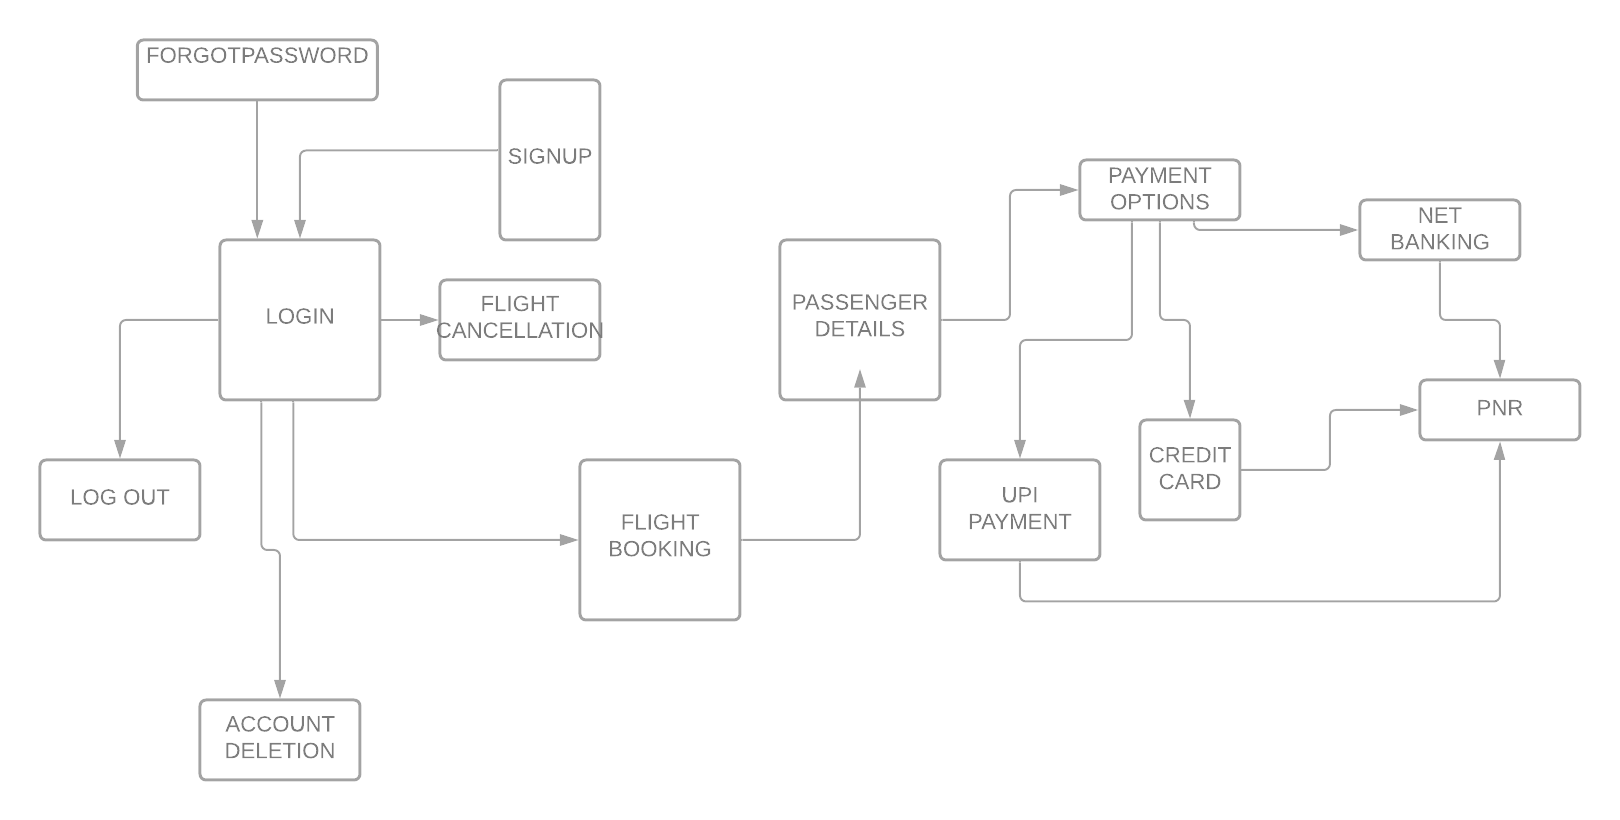 FORGOTPASSWORD
SIGNUP
LOGIN
FLIGHT
CANCELLATION
LOG OUT
ACCOUNT
DELETION
FLIGHT
BOOKING
PASSENGER
DETAILS
PAYMENT
OPTIONS
NET
BANKING
UPI
PAYMENT
CREDIT
CARD
PNR